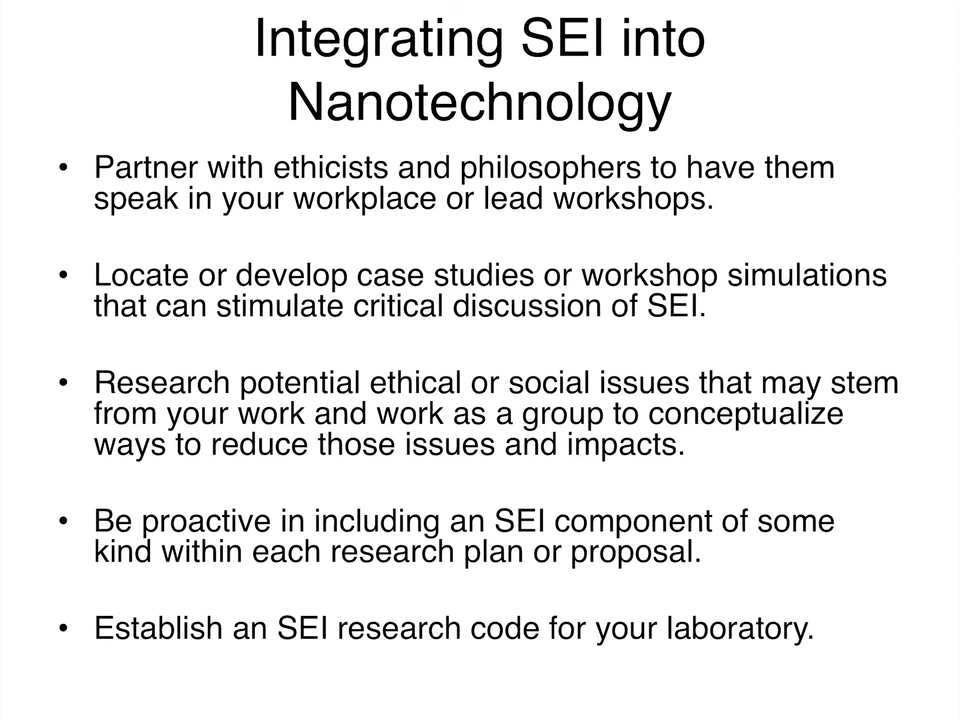 Integrating SEI into
Nanotechnology
• Partner with ethicists and philosophers to have them
speak in your workplace or lead workshops.
• Locate or develop case studies or workshop simulations
that can stimulate critical discussion of SEI.
• Research potential ethical or social issues that may stem
from your work and work as a group to conceptualize
ways to reduce those issues and impacts.
• Be proactive in including an SEI component of some
kind within each research plan or proposal.
• Establish an SEI research code for your laboratory.